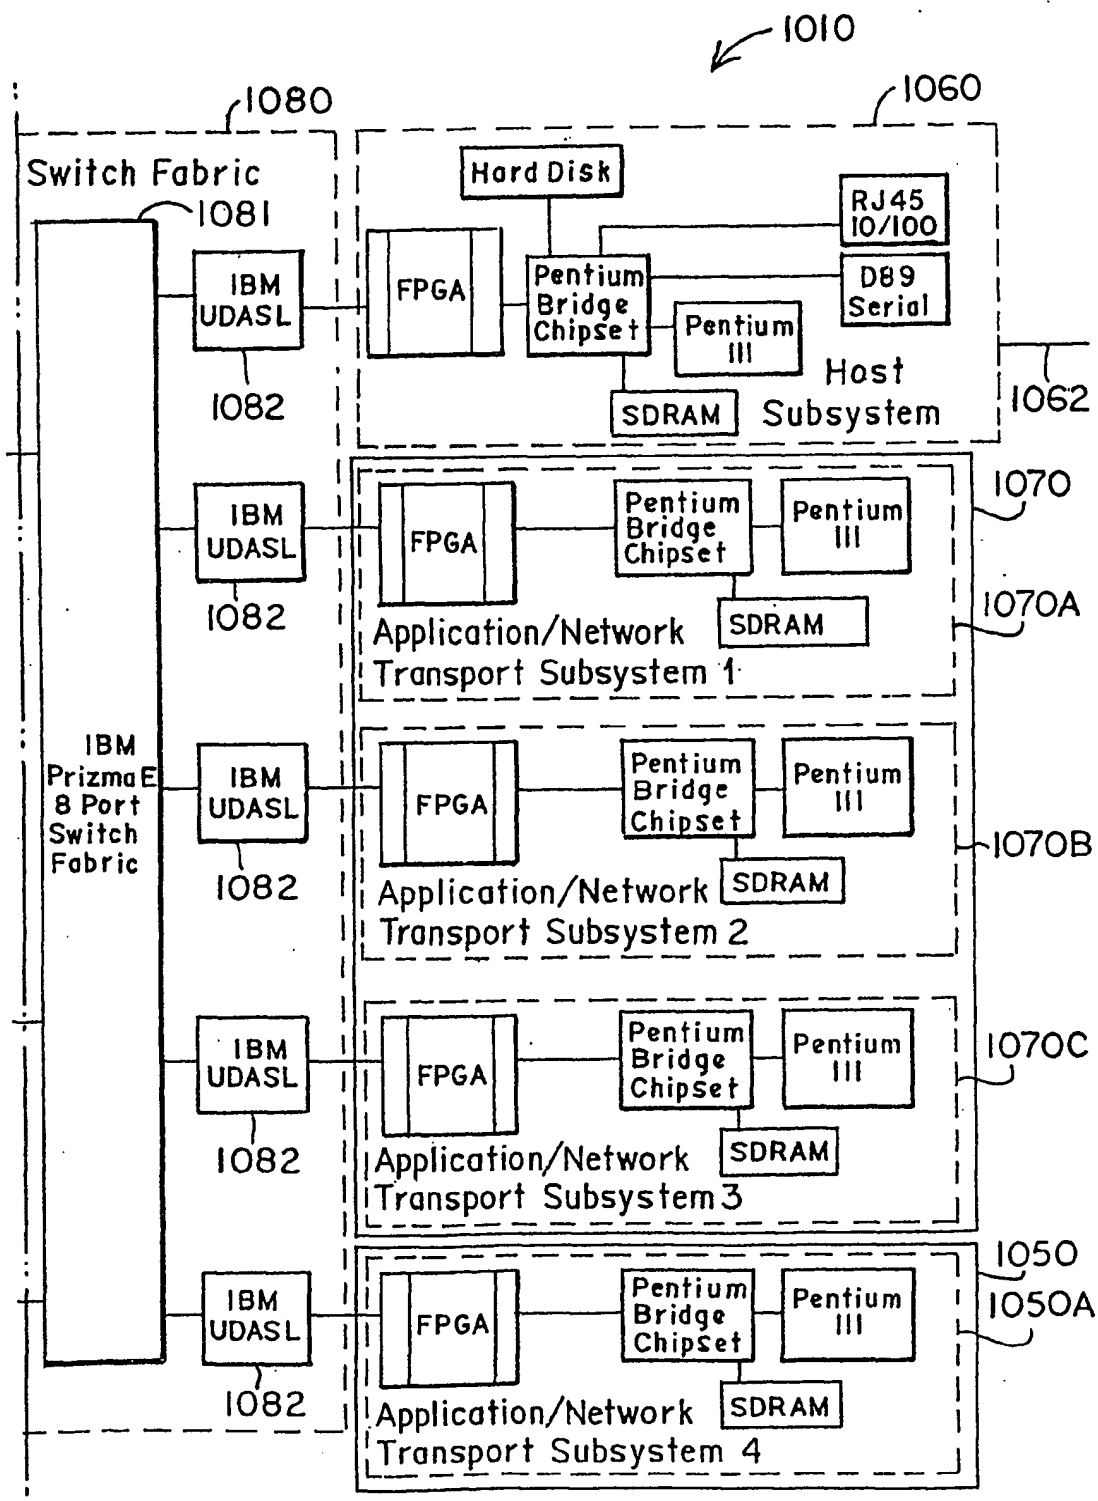 1010
1080
1060
Switch Fabric
1081
Hard Disk
RJ45
10/100
IBM
UDASL
FPGA
Pentium
Bridge
Chipset
D89
Serial
Pentium
III
1082
SDRAM
Host
Subsystem
1062
IBM
UDASL
FPGA
Pentium
Bridge
Chipset
Pentium
III
1070
1082
SDRAM
1070A
Application/Network
Transport Subsystem 1
IBM
PrizmaE
8 Port
Switch
Fabric
IBM
UDASL
FPGA
Pentium
Bridge
Chipset
Pentium
III
1070B
1082
SDRAM
Application/Network
Transport Subsystem 2
IBM
UDASL
FPGA
Pentium
Bridge
Chipset
Pentium
III
1070C
1082
SDRAM
Application/Network
Transport Subsystem 3
1050
IBM
UDASL
FPGA
Pentium
Bridge
Chipset
Pentium
III
1050A
1082
SDRAM
Application/Network
Transport Subsystem 4